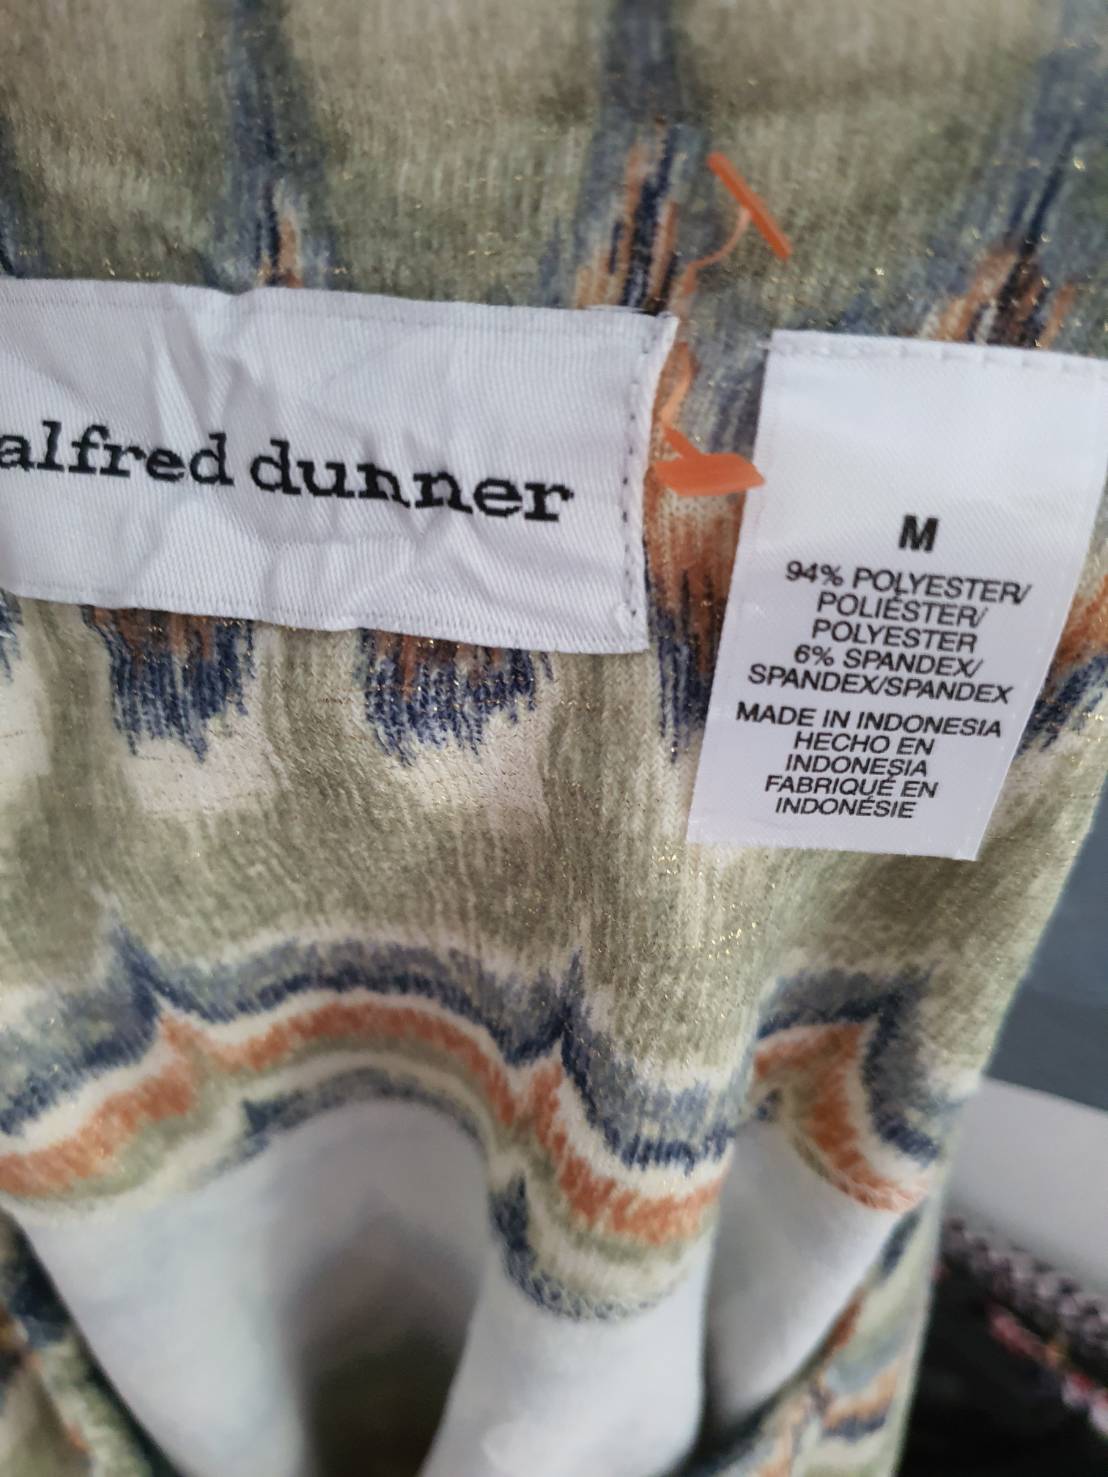 alfred dunner
M
94% POLYESTER/
POLIÉSTER/
POLYESTER
6% SPANDEX/
SPANDEX/SPANDEX
MADE IN INDONESIA
HECHO EN
INDONESIA
FABRIQUÉ EN
INDONÉSIE